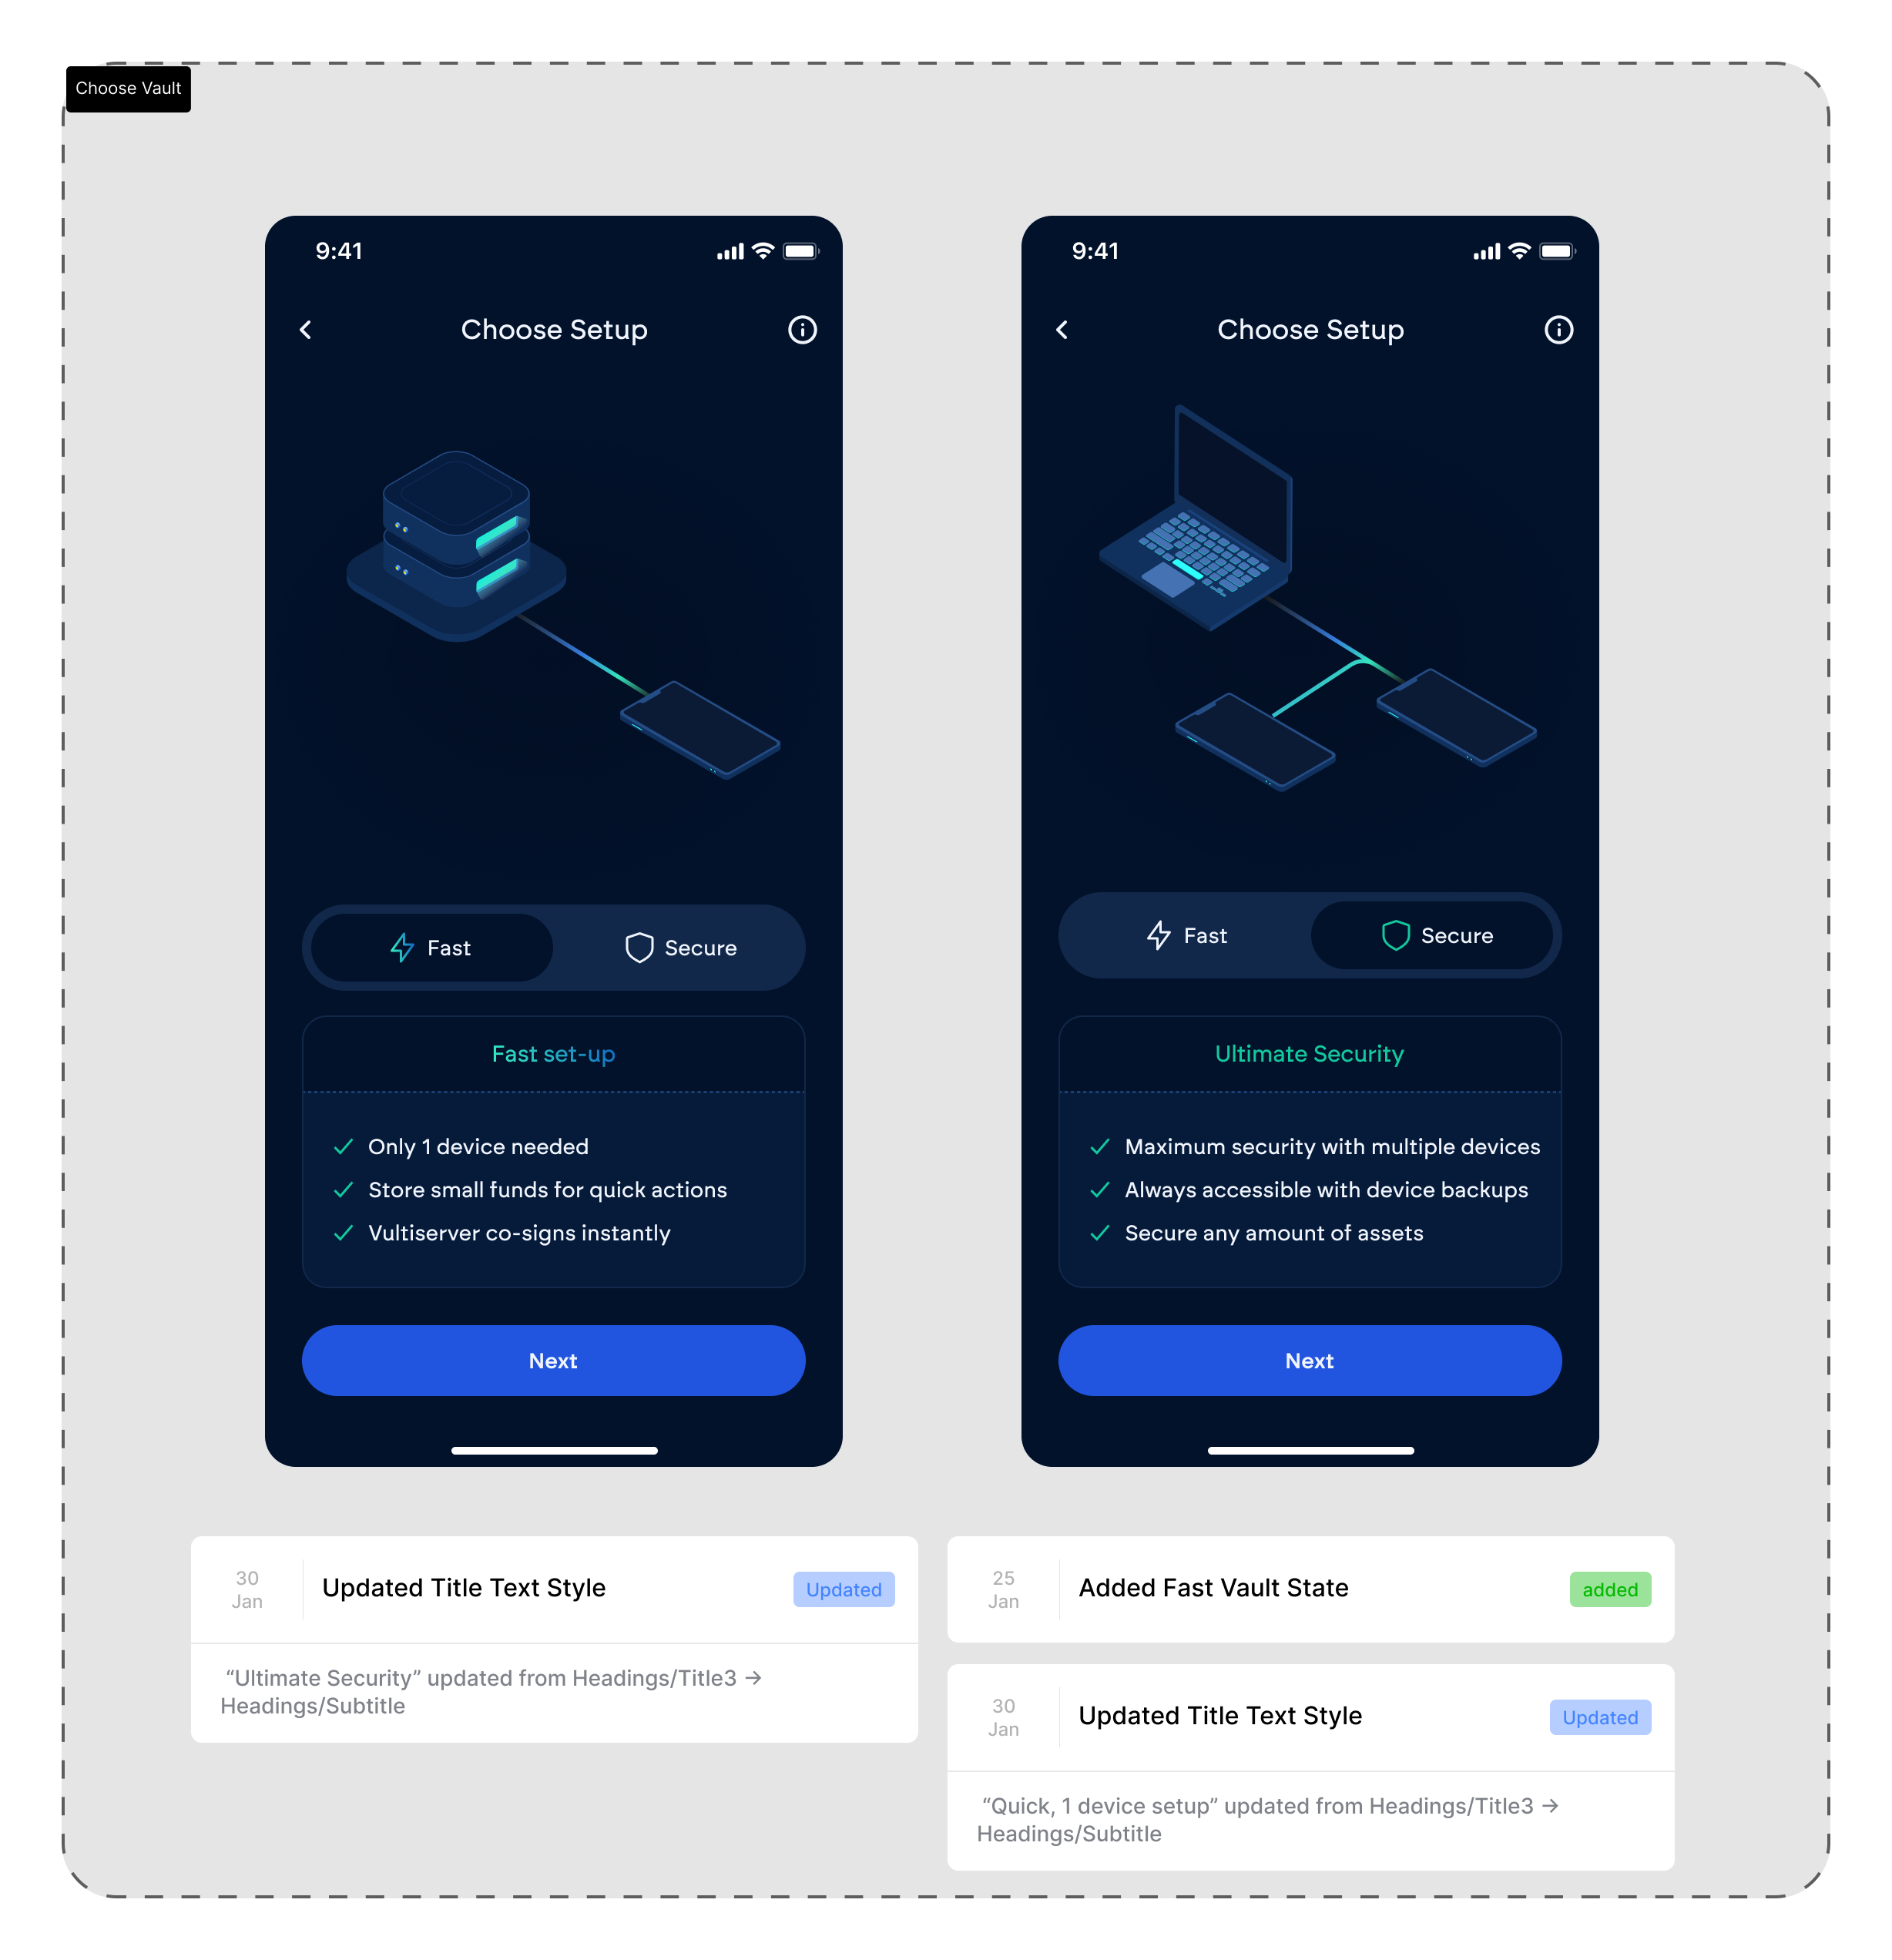 Choose Vault
9:41
Choose Setup
Fast
Secure
Fast set-up
Only 1 device needed
Store small funds for quick actions
Vultiserver co-signs instantly
Next
9:41
Choose Setup
Fast
Secure
Ultimate Security
Maximum security with multiple devices
Always accessible with device backups
Secure any amount of assets
Next
30
Jan
Updated Title Text Style
Updated
“Ultimate Security” updated from Headings/Title3 →
Headings/Subtitle
25
Jan
Added Fast Vault State
added
30
Jan
Updated Title Text Style
Updated
“Quick, 1 device setup” updated from Headings/Title3 →
Headings/Subtitle